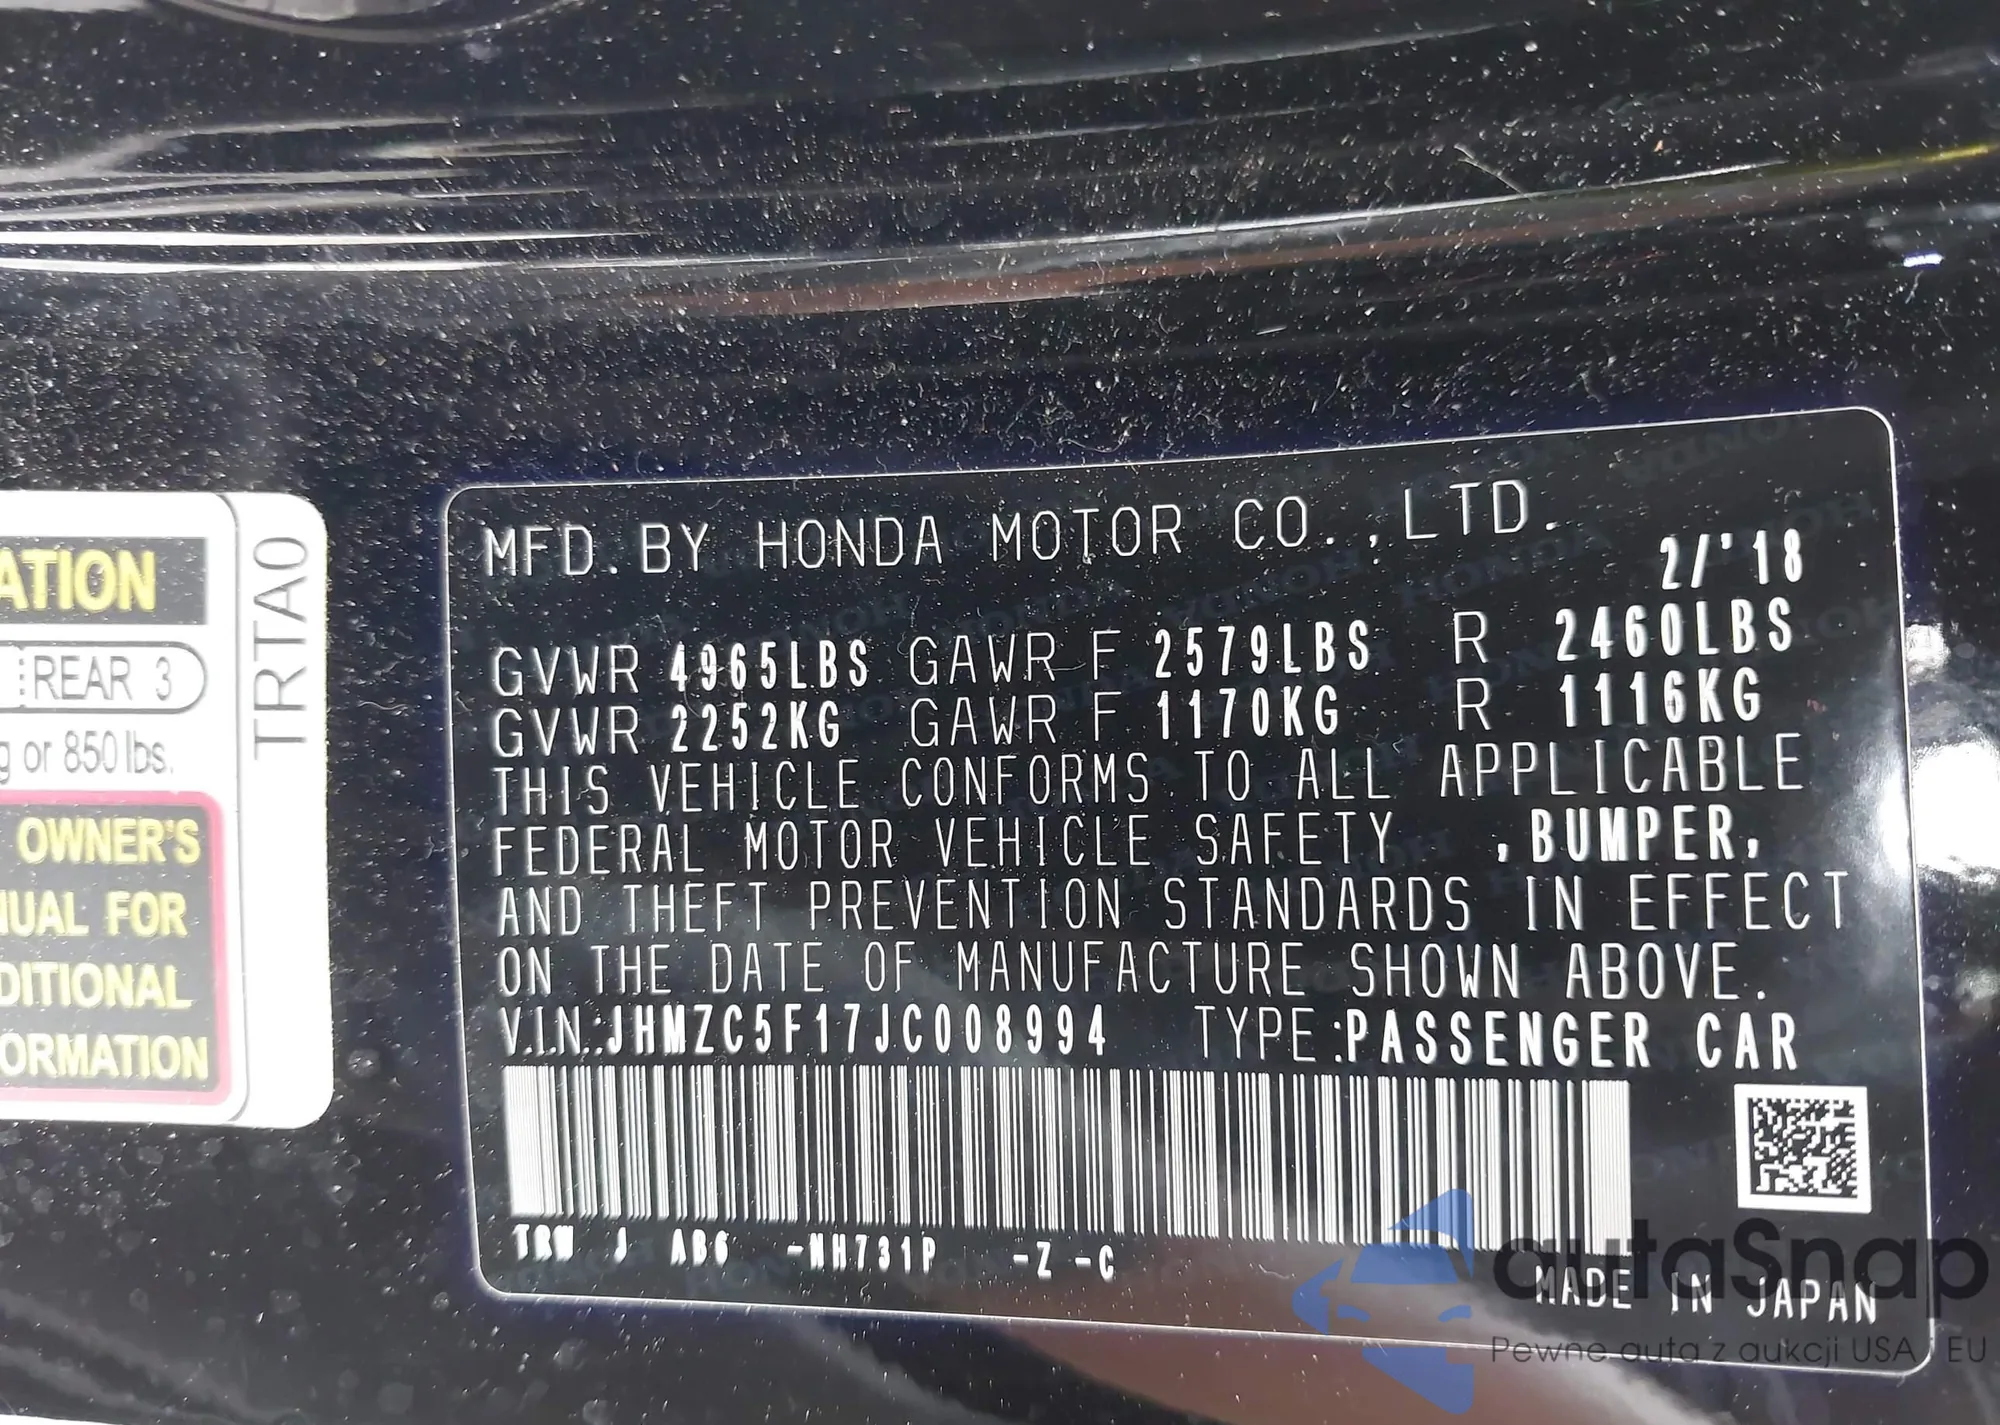 ATION
REAR 3
g or 850 lbs.
OWNER'S
NUAL FOR
DITIONAL
ORMATION
TRTA0
MFD. BY HONDA MOTOR CO., LTD.
2/'18
GVWR 4965LBS GAWR F 2579LBS R 2460LBS
GVWR 2252KG GAWR F 1170KG R 1116KG
THIS VEHICLE CONFORMS TO ALL APPLICABLE
FEDERAL MOTOR VEHICLE SAFETY , BUMPER,
AND THEFT PREVENTION STANDARDS IN EFFECT
ON THE DATE OF MANUFACTURE SHOWN ABOVE.
V.I.N.:JHMZC5F17JC008994 TYPE:PASSENGER CAR
TRW J AB6 -NH731P -Z -C
MADE IN JAPAN
autaSnap
Pewne auta z aukcji USA i EU